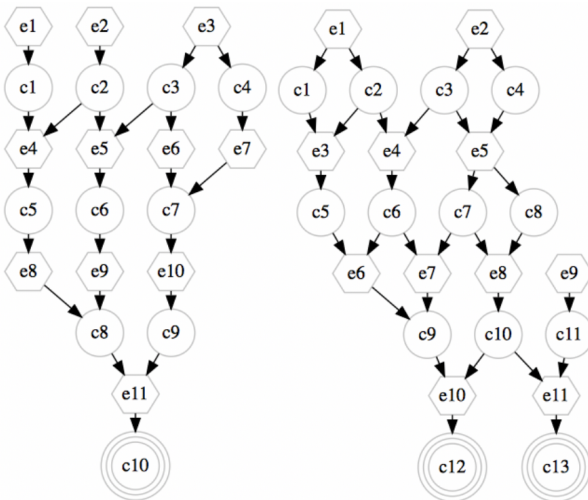 e1 e2 e3 e1 e2
c1 c2 c3 c4 c1 c2 c3 c4
e4 e5 e6 e7 e3 e4 e5
c5 c6 c7 c5 c6 c7 c8
e8 e9 e10 e6 e7 e8 e9
c8 c9 c9 c10 c11
e11 e10 e11
c10 c12 c13